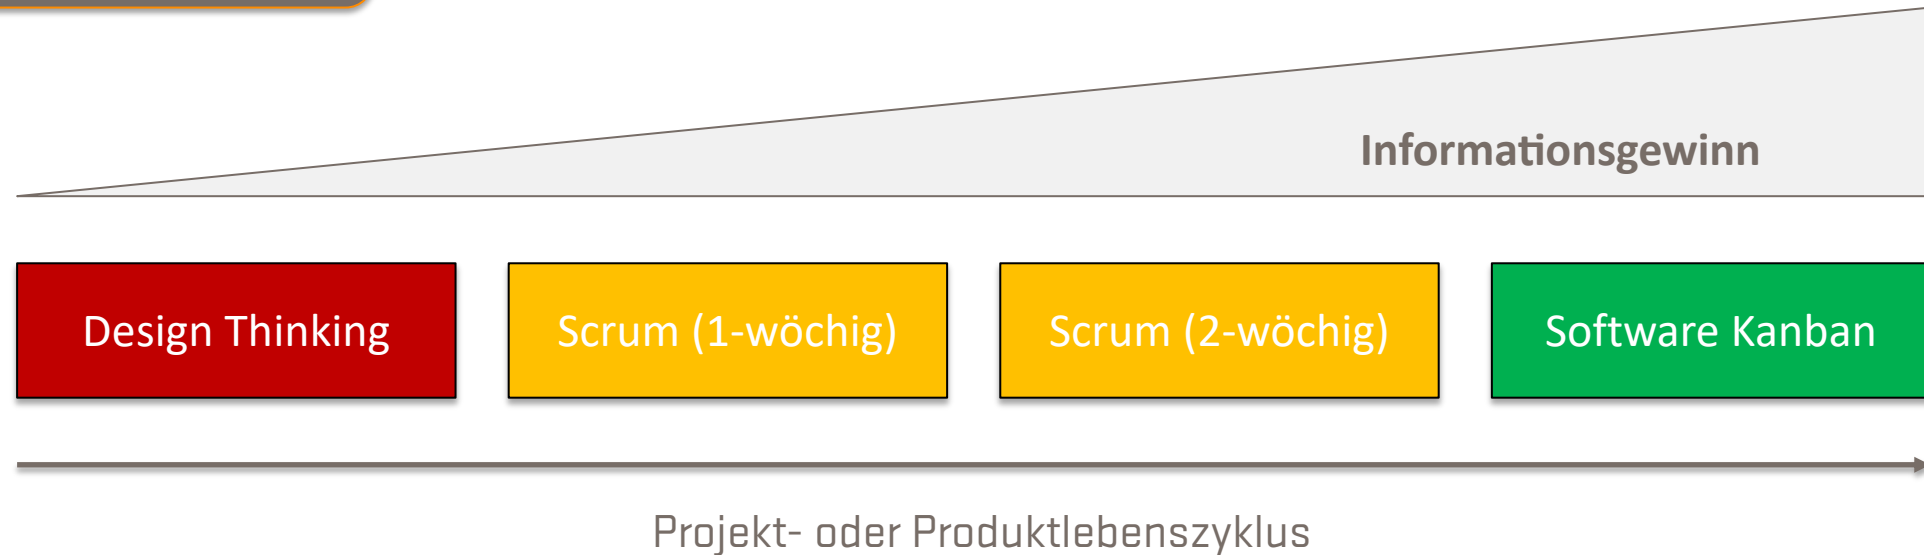 Informationsgewinn
Design Thinking
Scrum (1-wöchig)
Scrum (2-wöchig)
Software Kanban
Projekt- oder Produktlebenszyklus